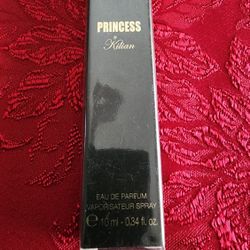 PRINCESS
Kilian
EAU DE PARFUM
VAPORISATEUR SPRAY
℮ 10 ml - 0.34 fl. oz.